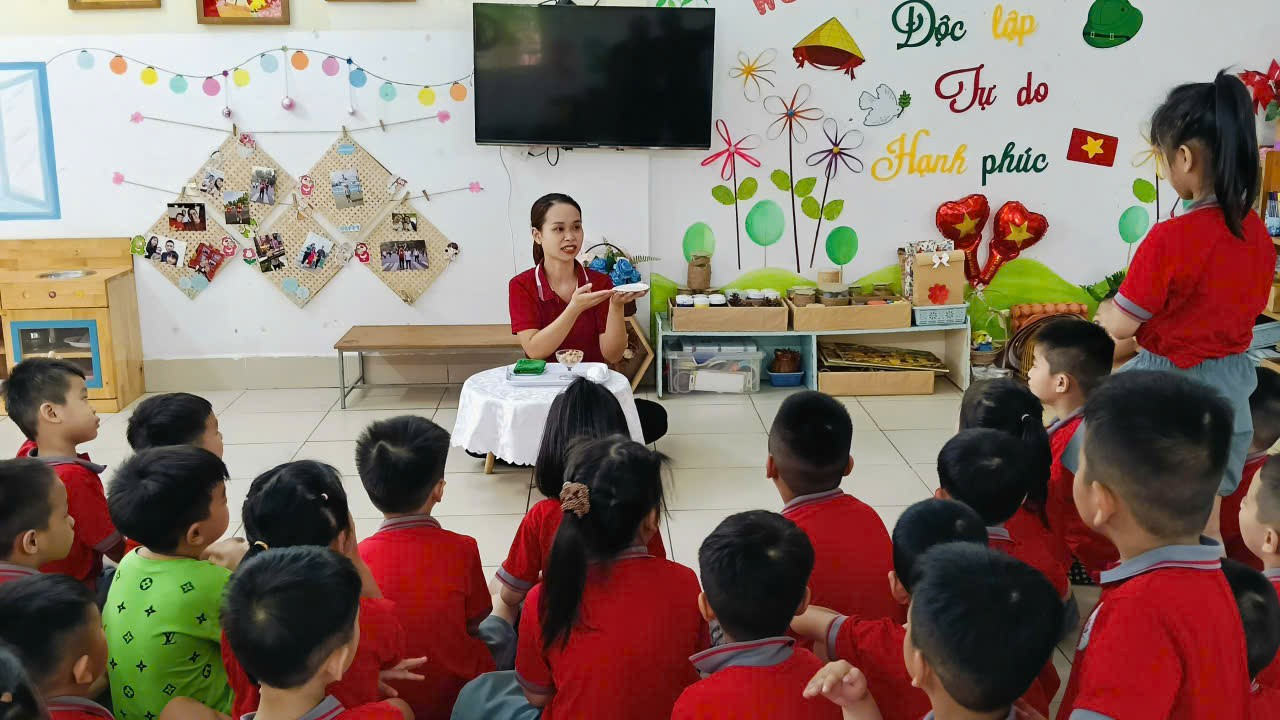 Độc lập
Tự do
Hạnh phúc